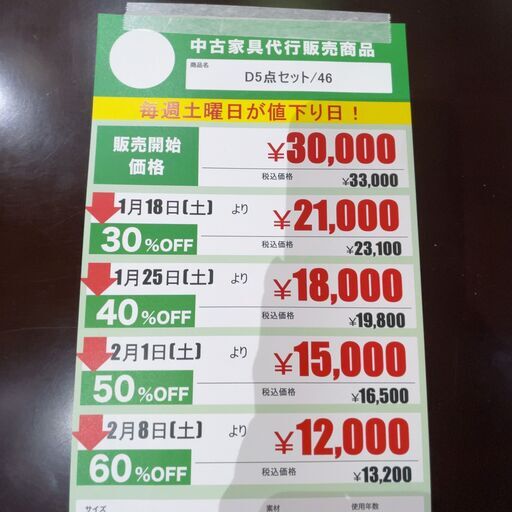 中古家具代行販売商品
商品名
D5点セット/46
毎週土曜日が値下り日！
販売開始価格
¥30,000
税込価格 ¥33,000
1月18日(土) より
30%OFF
¥21,000
税込価格 ¥23,100
1月25日(土) より
40%OFF
¥18,000
税込価格 ¥19,800
2月1日(土) より
50%OFF
¥15,000
税込価格 ¥16,500
2月8日(土) より
60%OFF
¥12,000
税込価格 ¥13,200
サイズ 素材 使用年数